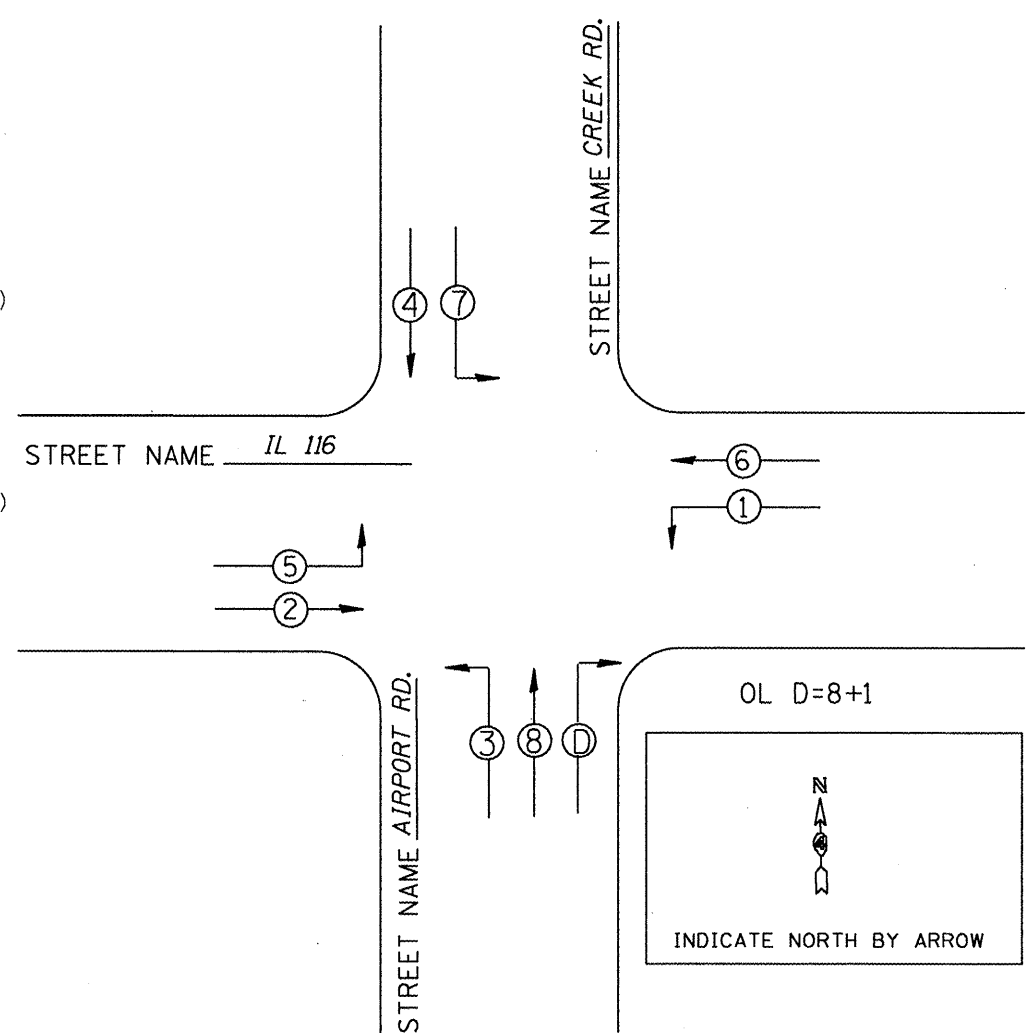 STREET NAME CREEK RD.
4 7
)
STREET NAME IL 116
6
)
1
5
2
STREET NAME AIRPORT RD.
3 8 D
OL D=8+1
N
INDICATE NORTH BY ARROW